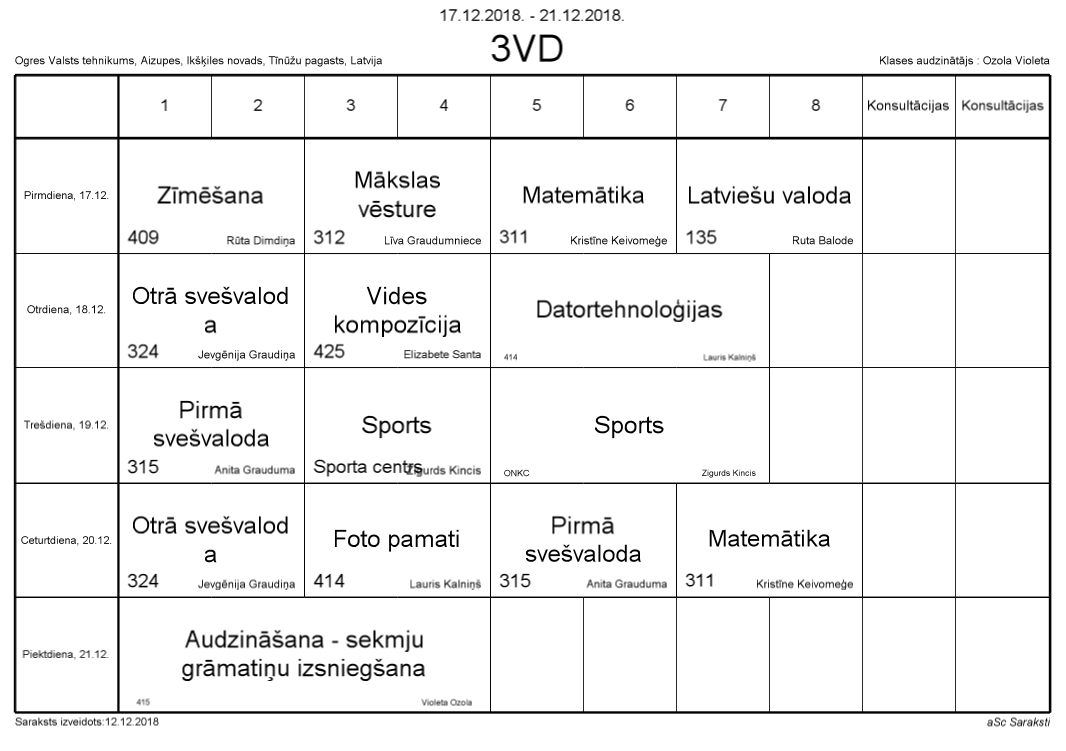 17.12.2018. - 21.12.2018.
3VD
Ogres Valsts tehnikums, Aizupes, Ikšķiles novads, Tīnūžu pagasts, Latvija
Klases audzinātājs : Ozola Violeta
1 2 3 4 5 6 7 8 Konsultācijas Konsultācijas
Pirmdiena, 17.12.
Zīmēšana
409 Rūta Dimdiņa
Mākslas
vēsture
312 Līva Graudumniece
Matemātika
311 Kristīne Keivomeģe
Latviešu valoda
135 Ruta Balode
Otrdiena, 18.12.
Otrā svešvalod
a
324 Jevgēnija Graudiņa
Vides
kompozīcija
425 Elizabete Santa
Datortehnoloģijas
414 Lauris Kalniņš
Trešdiena, 19.12.
Pirmā
svešvaloda
315 Anita Grauduma
Sports
Sporta centrs Zigurds Kincis
Sports
ONKC Zigurds Kincis
Ceturtdiena, 20.12.
Otrā svešvalod
a
324 Jevgēnija Graudiņa
Foto pamati
414 Lauris Kalniņš
Pirmā
svešvaloda
315 Anita Grauduma
Matemātika
311 Kristīne Keivomeģe
Piektdiena, 21.12.
Audzināšana - sekmju
grāmatiņu izsniegšana
415 Violeta Ozola
Saraksts izveidots:12.12.2018
aSc Saraksti